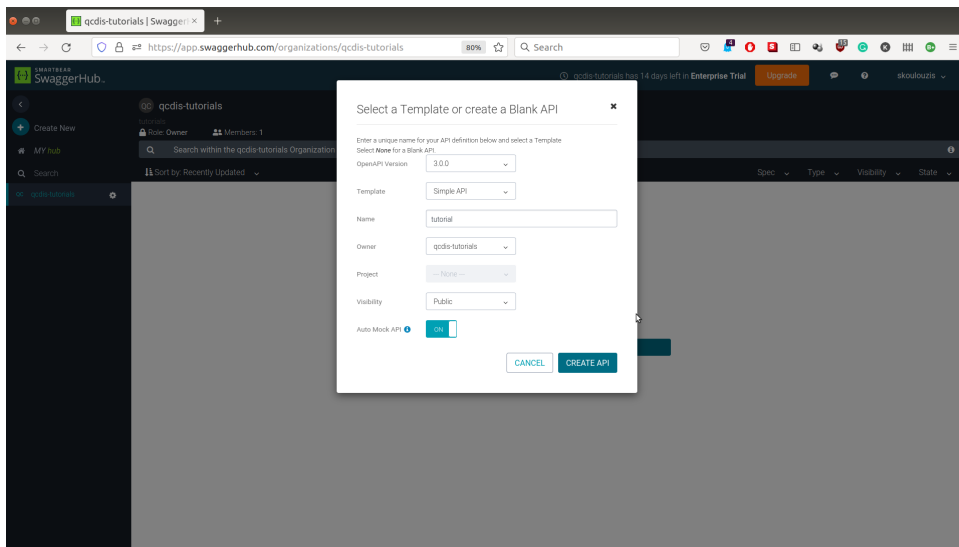 qcdis-tutorials | Swagger
https://app.swaggerhub.com/organizations/qcdis-tutorials
80%
Search
4
15
SMARTBEAR
SwaggerHub
qcdis-tutorials has 14 days left in Enterprise Trial
Upgrade
skoulouzis
Create New
MY hub
Search
QC qcdis-tutorials
QC qcdis-tutorials
tutorials
Role: Owner Members: 1
Search within the qcdis-tutorials Organization
Sort by: Recently Updated
Spec Type Visibility State
Select a Template or create a Blank API
Enter a unique name for your API definition below and select a Template
Select None for a Blank API.
OpenAPI Version 3.0.0
Template Simple API
Name tutorial
Owner qcdis-tutorials
Project -- None --
Visibility Public
Auto Mock API ON
CANCEL CREATE API